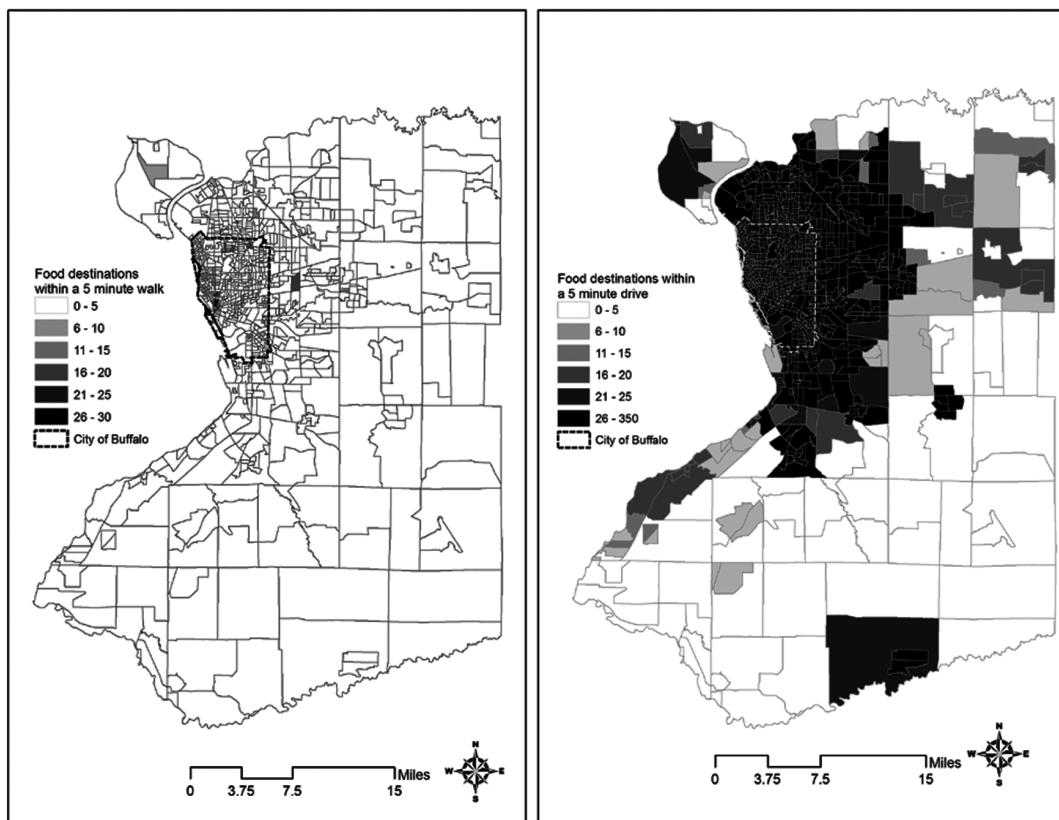 Food destinations
within a 5 minute walk
0 - 5
6 - 10
11 - 15
16 - 20
21 - 25
26 - 30
City of Buffalo
N
W E
S
Miles
0 3.75 7.5 15
Food destinations within
a 5 minute drive
0 - 5
6 - 10
11 - 15
16 - 20
21 - 25
26 - 350
City of Buffalo
N
W E
S
Miles
0 3.75 7.5 15